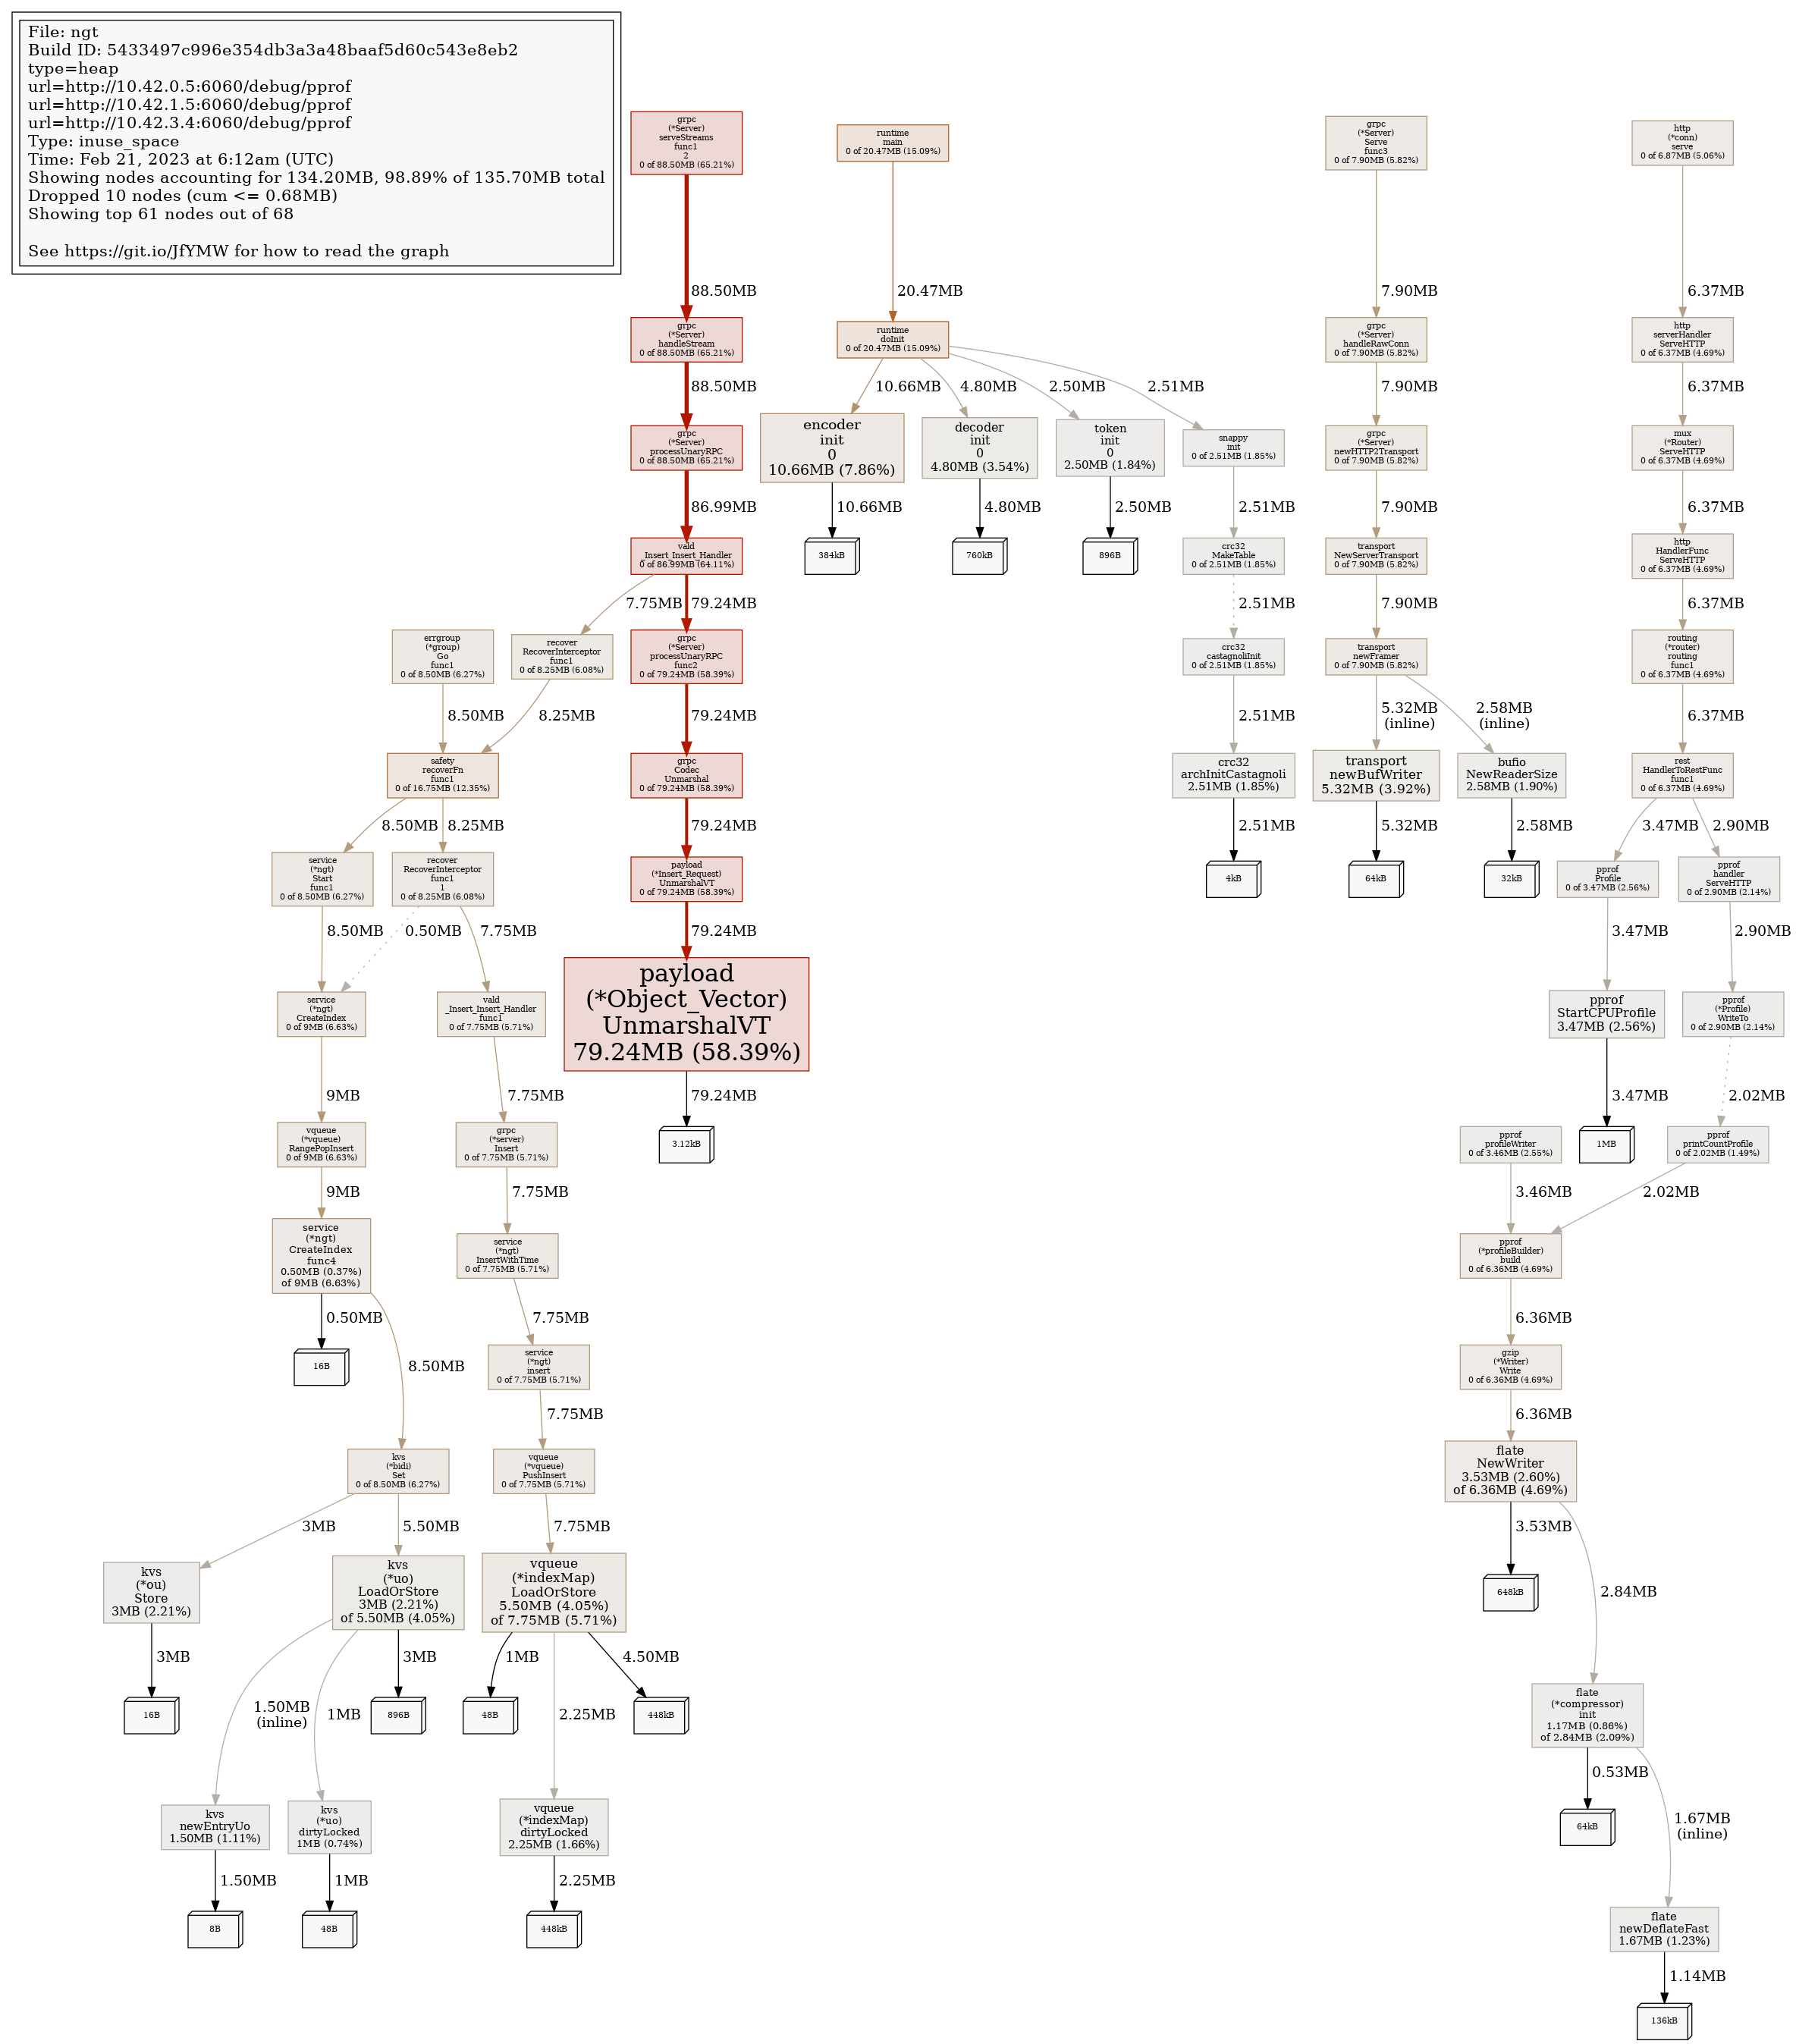 File: ngt
Build ID: 5433497c996e354db3a3a48baaf5d60c543e8eb2
type=heap
url=http://10.42.0.5:6060/debug/pprof
url=http://10.42.1.5:6060/debug/pprof
url=http://10.42.3.4:6060/debug/pprof
Type: inuse_space
Time: Feb 21, 2023 at 6:12am (UTC)
Showing nodes accounting for 134.20MB, 98.89% of 135.70MB total
Dropped 10 nodes (cum <= 0.68MB)
Showing top 61 nodes out of 68
See https://git.io/JfYMW for how to read the graph
grpc
(*Server)
serveStreams
func1
2
0 of 88.50MB (65.21%)
runtime
main
0 of 20.47MB (15.09%)
grpc
(*Server)
Serve
func3
0 of 7.90MB (5.82%)
http
(*conn)
serve
0 of 6.87MB (5.06%)
88.50MB
20.47MB
7.90MB
6.37MB
grpc
(*Server)
handleStream
0 of 88.50MB (65.21%)
runtime
doInit
0 of 20.47MB (15.09%)
grpc
(*Server)
handleRawConn
0 of 7.90MB (5.82%)
http
serverHandler
ServeHTTP
0 of 6.37MB (4.69%)
88.50MB
10.66MB
4.80MB
2.50MB
2.51MB
7.90MB
6.37MB
grpc
(*Server)
processUnaryRPC
0 of 88.50MB (65.21%)
encoder
init
0
10.66MB (7.86%)
decoder
init
0
4.80MB (3.54%)
token
init
0
2.50MB (1.84%)
snappy
init
0 of 2.51MB (1.85%)
grpc
(*Server)
newHTTP2Transport
0 of 7.90MB (5.82%)
mux
(*Router)
ServeHTTP
0 of 6.37MB (4.69%)
86.99MB
10.66MB
4.80MB
2.50MB
2.51MB
7.90MB
6.37MB
vald
_Insert_Insert_Handler
0 of 86.99MB (64.11%)
384kB
760kB
896B
crc32
MakeTable
0 of 2.51MB (1.85%)
transport
NewServerTransport
0 of 7.90MB (5.82%)
http
HandlerFunc
ServeHTTP
0 of 6.37MB (4.69%)
7.75MB
79.24MB
2.51MB
7.90MB
6.37MB
errgroup
(*group)
Go
func1
0 of 8.50MB (6.27%)
recover
RecoverInterceptor
func1
0 of 8.25MB (6.08%)
grpc
(*Server)
processUnaryRPC
func2
0 of 79.24MB (58.39%)
crc32
castagnoliInit
0 of 2.51MB (1.85%)
transport
newFramer
0 of 7.90MB (5.82%)
routing
(*router)
routing
func1
0 of 6.37MB (4.69%)
8.50MB
8.25MB
79.24MB
2.51MB
5.32MB
(inline)
2.58MB
(inline)
6.37MB
safety
recoverFn
func1
0 of 16.75MB (12.35%)
grpc
Codec
Unmarshal
0 of 79.24MB (58.39%)
crc32
archInitCastagnoli
2.51MB (1.85%)
transport
newBufWriter
5.32MB (3.92%)
bufio
NewReaderSize
2.58MB (1.90%)
rest
HandlerToRestFunc
func1
0 of 6.37MB (4.69%)
8.50MB
8.25MB
79.24MB
2.51MB
5.32MB
2.58MB
3.47MB
2.90MB
service
(*ngt)
Start
func1
0 of 8.50MB (6.27%)
recover
RecoverInterceptor
func1
1
0 of 8.25MB (6.08%)
payload
(*Insert_Request)
UnmarshalVT
0 of 79.24MB (58.39%)
4kB
64kB
32kB
pprof
Profile
0 of 3.47MB (2.56%)
pprof
handler
ServeHTTP
0 of 2.90MB (2.14%)
8.50MB
0.50MB
7.75MB
79.24MB
3.47MB
2.90MB
service
(*ngt)
CreateIndex
0 of 9MB (6.63%)
vald
_Insert_Insert_Handler
func1
0 of 7.75MB (5.71%)
payload
(*Object_Vector)
UnmarshalVT
79.24MB (58.39%)
pprof
StartCPUProfile
3.47MB (2.56%)
pprof
(*Profile)
WriteTo
0 of 2.90MB (2.14%)
9MB
7.75MB
79.24MB
3.47MB
2.02MB
vqueue
(*vqueue)
RangePopInsert
0 of 9MB (6.63%)
grpc
(*server)
Insert
0 of 7.75MB (5.71%)
3.12kB
pprof
profileWriter
0 of 3.46MB (2.55%)
1MB
pprof
printCountProfile
0 of 2.02MB (1.49%)
9MB
7.75MB
3.46MB
2.02MB
service
(*ngt)
CreateIndex
func4
0.50MB (0.37%)
of 9MB (6.63%)
service
(*ngt)
InsertWithTime
0 of 7.75MB (5.71%)
pprof
(*profileBuilder)
build
0 of 6.36MB (4.69%)
0.50MB
8.50MB
7.75MB
6.36MB
16B
service
(*ngt)
insert
0 of 7.75MB (5.71%)
gzip
(*Writer)
Write
0 of 6.36MB (4.69%)
7.75MB
6.36MB
kvs
(*bidi)
Set
0 of 8.50MB (6.27%)
vqueue
(*vqueue)
PushInsert
0 of 7.75MB (5.71%)
flate
NewWriter
3.53MB (2.60%)
of 6.36MB (4.69%)
3MB
5.50MB
7.75MB
3.53MB
2.84MB
kvs
(*ou)
Store
3MB (2.21%)
kvs
(*uo)
LoadOrStore
3MB (2.21%)
of 5.50MB (4.05%)
vqueue
(*indexMap)
LoadOrStore
5.50MB (4.05%)
of 7.75MB (5.71%)
648kB
3MB
1.50MB
(inline)
1MB
3MB
1MB
2.25MB
4.50MB
16B
896B
48B
448kB
flate
(*compressor)
init
1.17MB (0.86%)
of 2.84MB (2.09%)
0.53MB
1.67MB
(inline)
kvs
newEntryUo
1.50MB (1.11%)
kvs
(*uo)
dirtyLocked
1MB (0.74%)
vqueue
(*indexMap)
dirtyLocked
2.25MB (1.66%)
64kB
1.50MB
1MB
2.25MB
8B
48B
448kB
flate
newDeflateFast
1.67MB (1.23%)
1.14MB
136kB